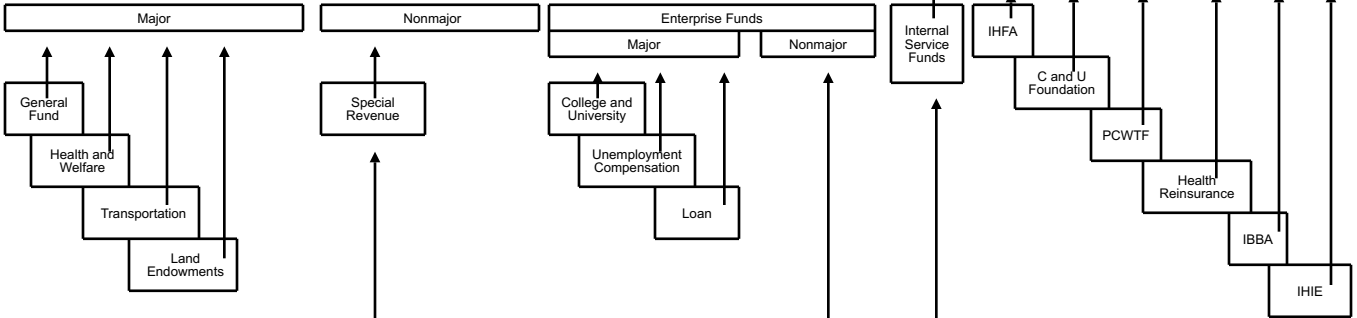 Major
Nonmajor
Enterprise Funds
Major
Nonmajor
Internal
Service
Funds
IHFA
General
Fund
Special
Revenue
College and
University
C and U
Foundation
Health and
Welfare
Unemployment
Compensation
PCWTF
Transportation
Loan
Health
Reinsurance
Land
Endowments
IBBA
IHIE